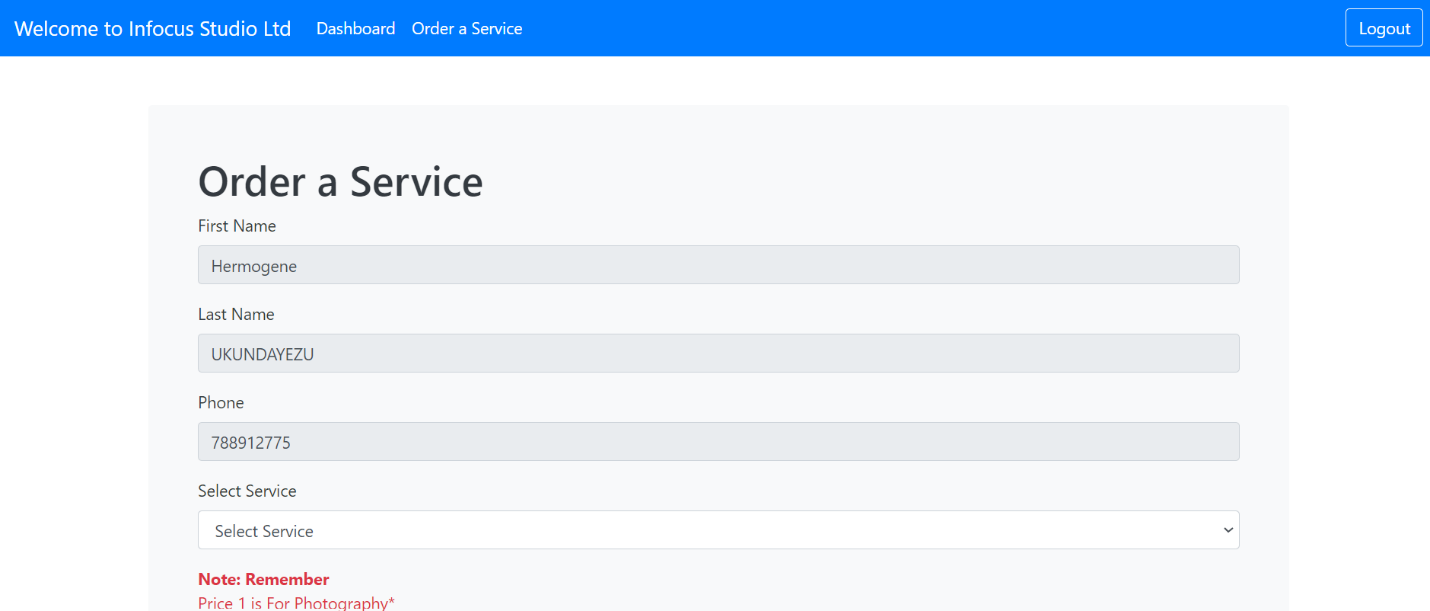 Welcome to Infocus Studio Ltd Dashboard Order a Service Logout
Order a Service
First Name
Hermogene
Last Name
UKUNDAYEZU
Phone
788912775
Select Service
Select Service
Note: Remember
Price 1 is For Photography*